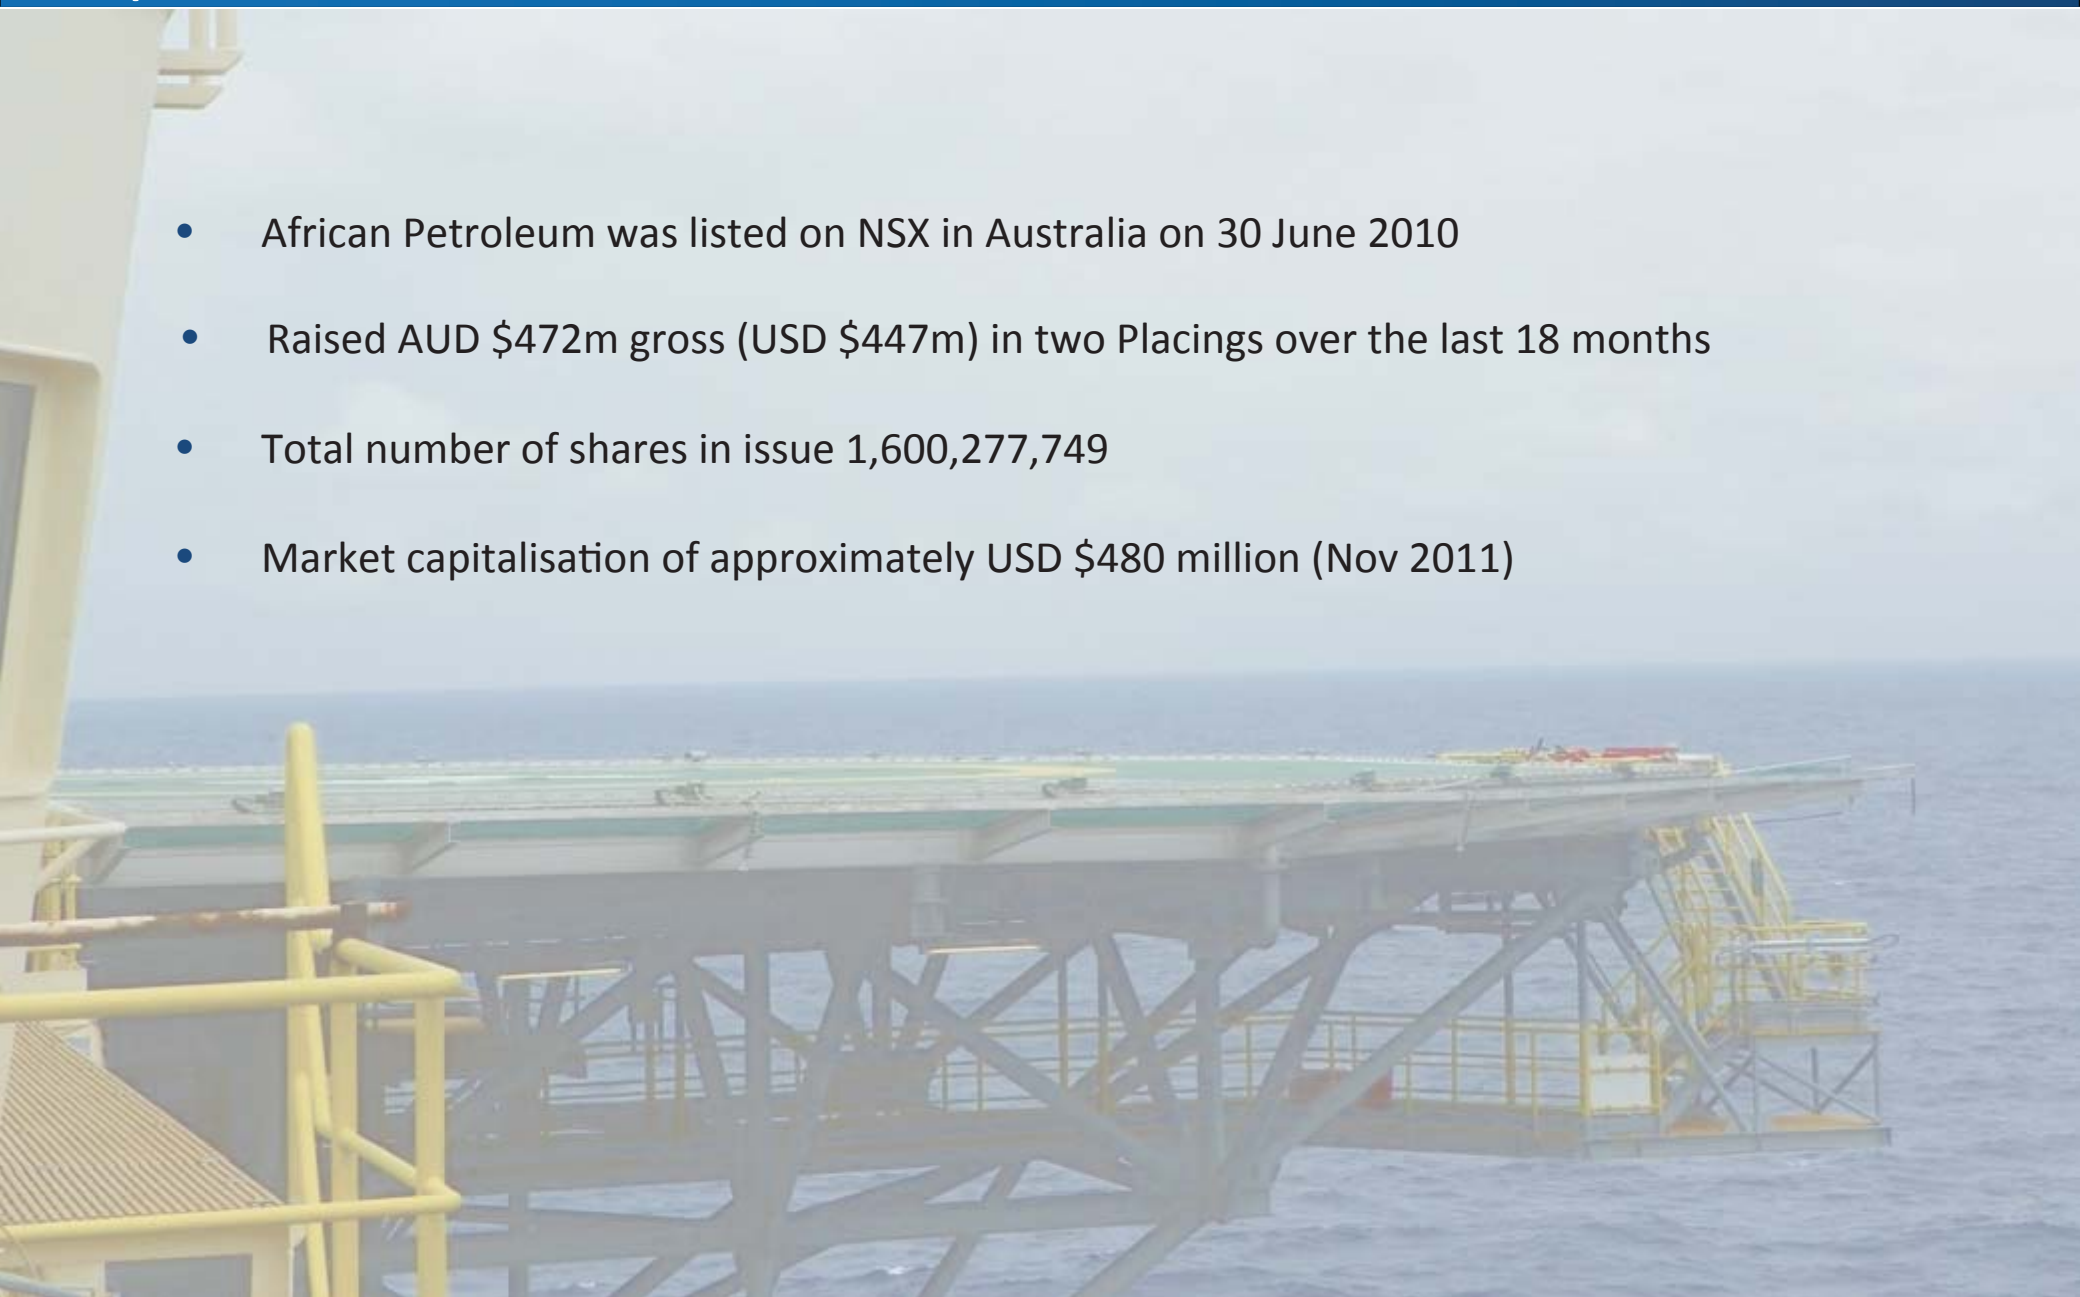 African Petroleum was listed on NSX in Australia on 30 June 2010
Raised AUD $472m gross (USD $447m) in two Placings over the last 18 months
Total number of shares in issue 1,600,277,749
Market capitalisation of approximately USD $480 million (Nov 2011)